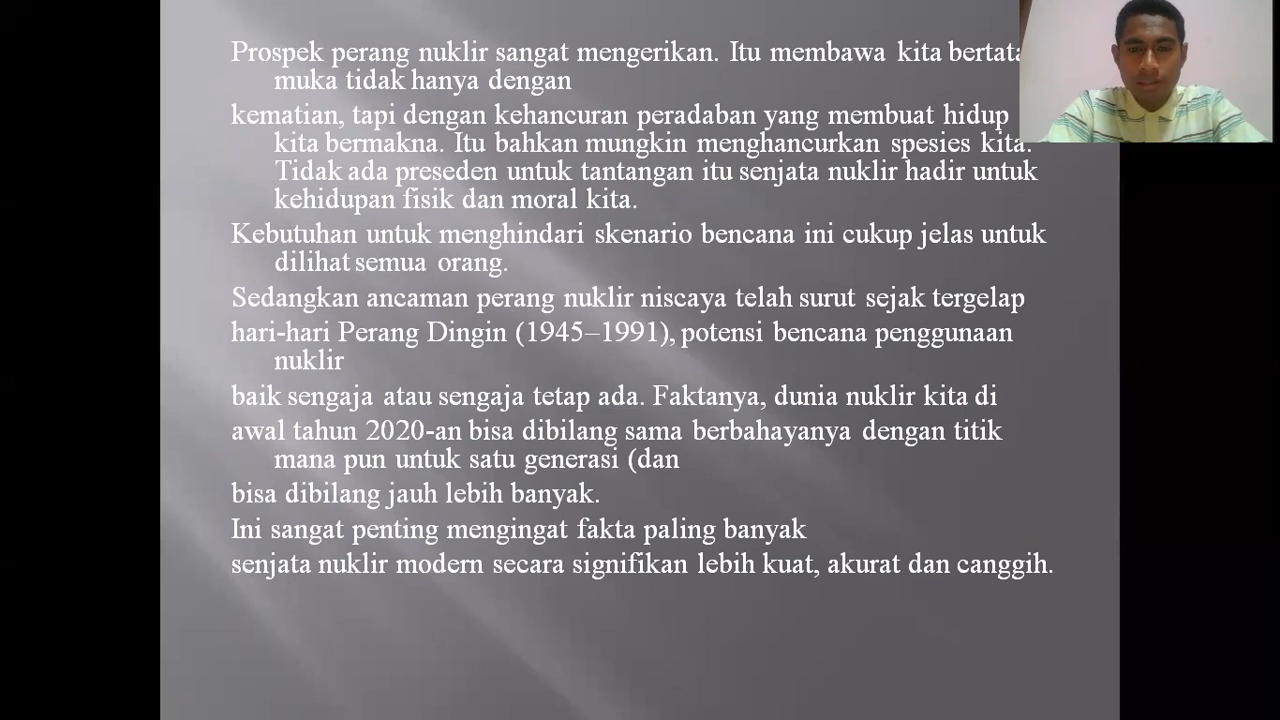 Prospek perang nuklir sangat mengerikan. Itu membawa kita bertata
muka tidak hanya dengan
kematian, tapi dengan kehancuran peradaban yang membuat hidup
kita bermakna. Itu bahkan mungkin menghancurkan spesies kita.
Tidak ada preseden untuk tantangan itu senjata nuklir hadir untuk
kehidupan fisik dan moral kita.
Kebutuhan untuk menghindari skenario bencana ini cukup jelas untuk
dilihat semua orang.
Sedangkan ancaman perang nuklir niscaya telah surut sejak tergelap
hari-hari Perang Dingin (1945–1991), potensi bencana penggunaan
nuklir
baik sengaja atau sengaja tetap ada. Faktanya, dunia nuklir kita di
awal tahun 2020-an bisa dibilang sama berbahayanya dengan titik
mana pun untuk satu generasi (dan
bisa dibilang jauh lebih banyak.
Ini sangat penting mengingat fakta paling banyak
senjata nuklir modern secara signifikan lebih kuat, akurat dan canggih.